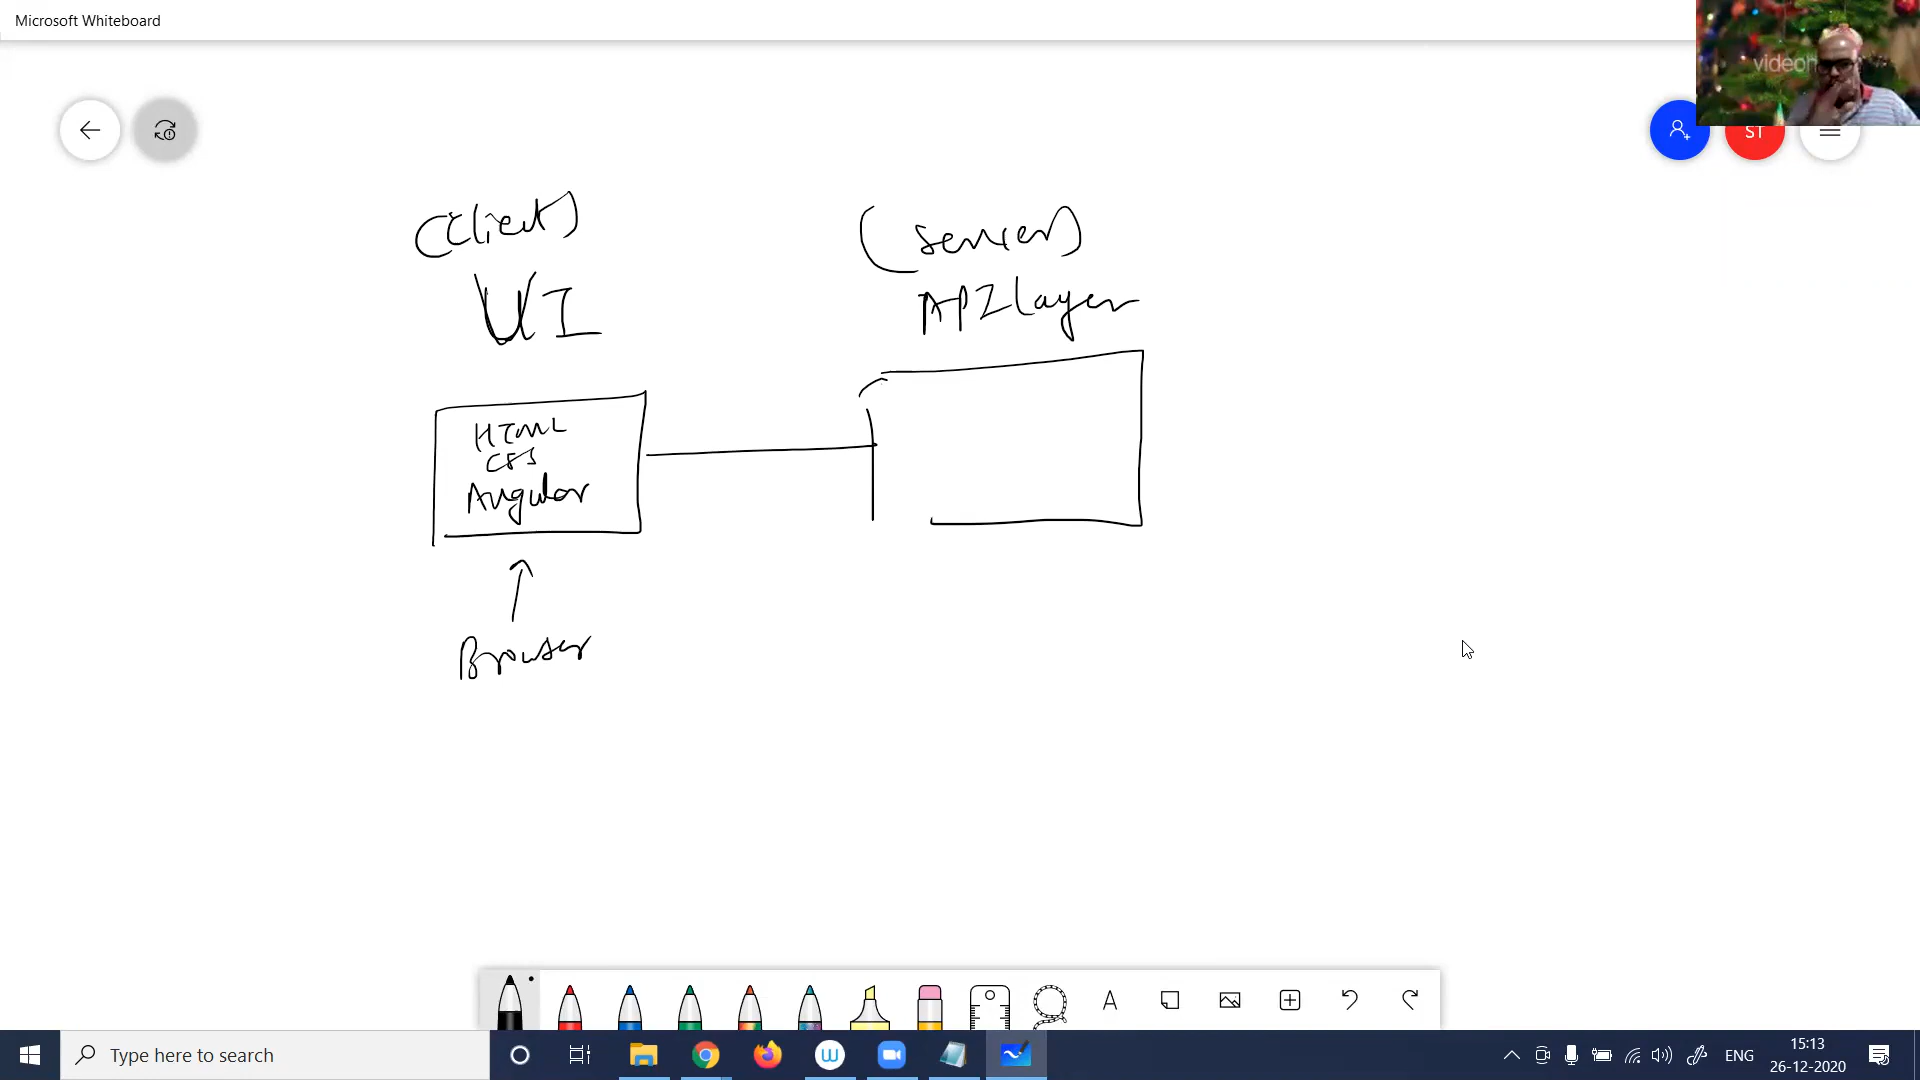 Microsoft Whiteboard
videoh
ST
(Client)
(server)
UI
API layer
HTML
CSS
Angular
Browser
A
Type here to search
W
ENG
15:13
26-12-2020